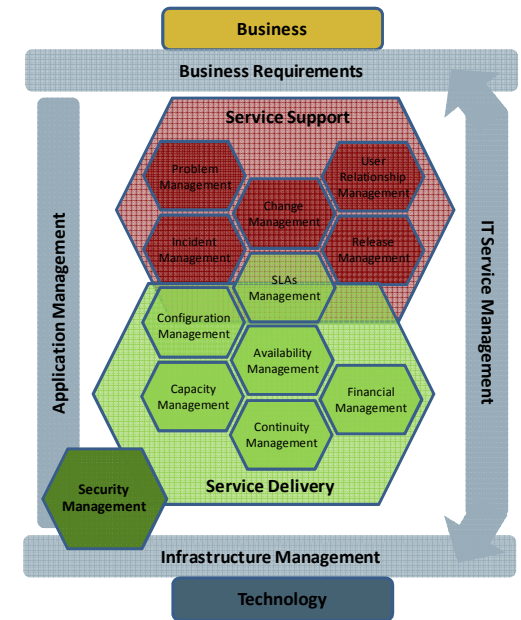 Business
Business Requirements
Service Support
Problem
Management
User
Relationship
Management
Change
Management
Incident
Management
Release
Management
SLAs
Management
Configuration
Management
Availability
Management
Capacity
Management
Financial
Management
Continuity
Management
Service Delivery
Application Management
IT Service Management
Security
Management
Infrastructure Management
Technology